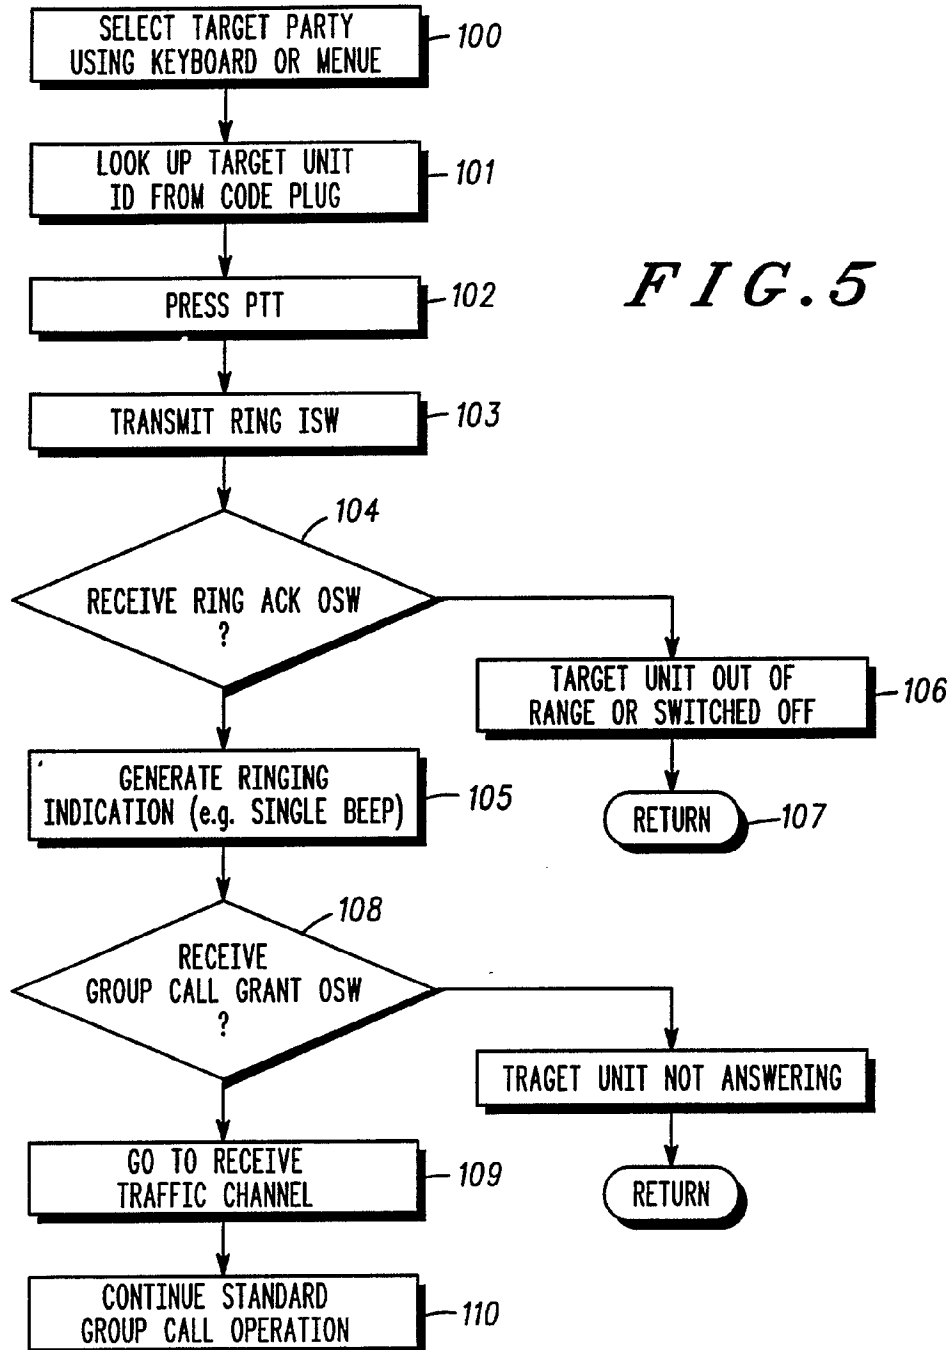 SELECT TARGET PARTY
USING KEYBOARD OR MENUE
100
LOOK UP TARGET UNIT
ID FROM CODE PLUG
101
FIG.5
PRESS PTT
102
TRANSMIT RING ISW
103
104
RECEIVE RING ACK OSW
?
TARGET UNIT OUT OF
RANGE OR SWITCHED OFF
106
GENERATE RINGING
INDICATION (e.g. SINGLE BEEP)
105
RETURN
107
108
RECEIVE
GROUP CALL GRANT OSW
?
TRAGET UNIT NOT ANSWERING
GO TO RECEIVE
TRAFFIC CHANNEL
109
RETURN
CONTINUE STANDARD
GROUP CALL OPERATION
110